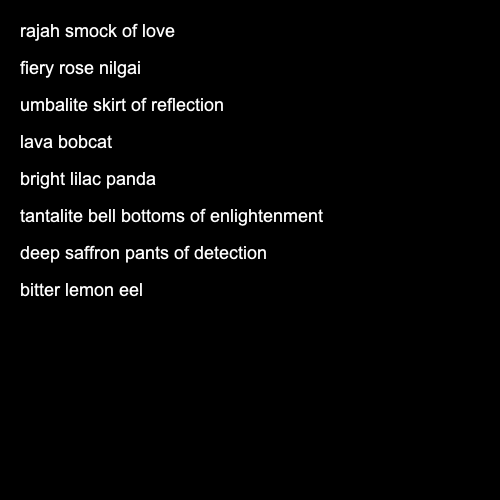 rajah smock of love
fiery rose nilgai
umbalite skirt of reflection
lava bobcat
bright lilac panda
tantalite bell bottoms of enlightenment
deep saffron pants of detection
bitter lemon eel